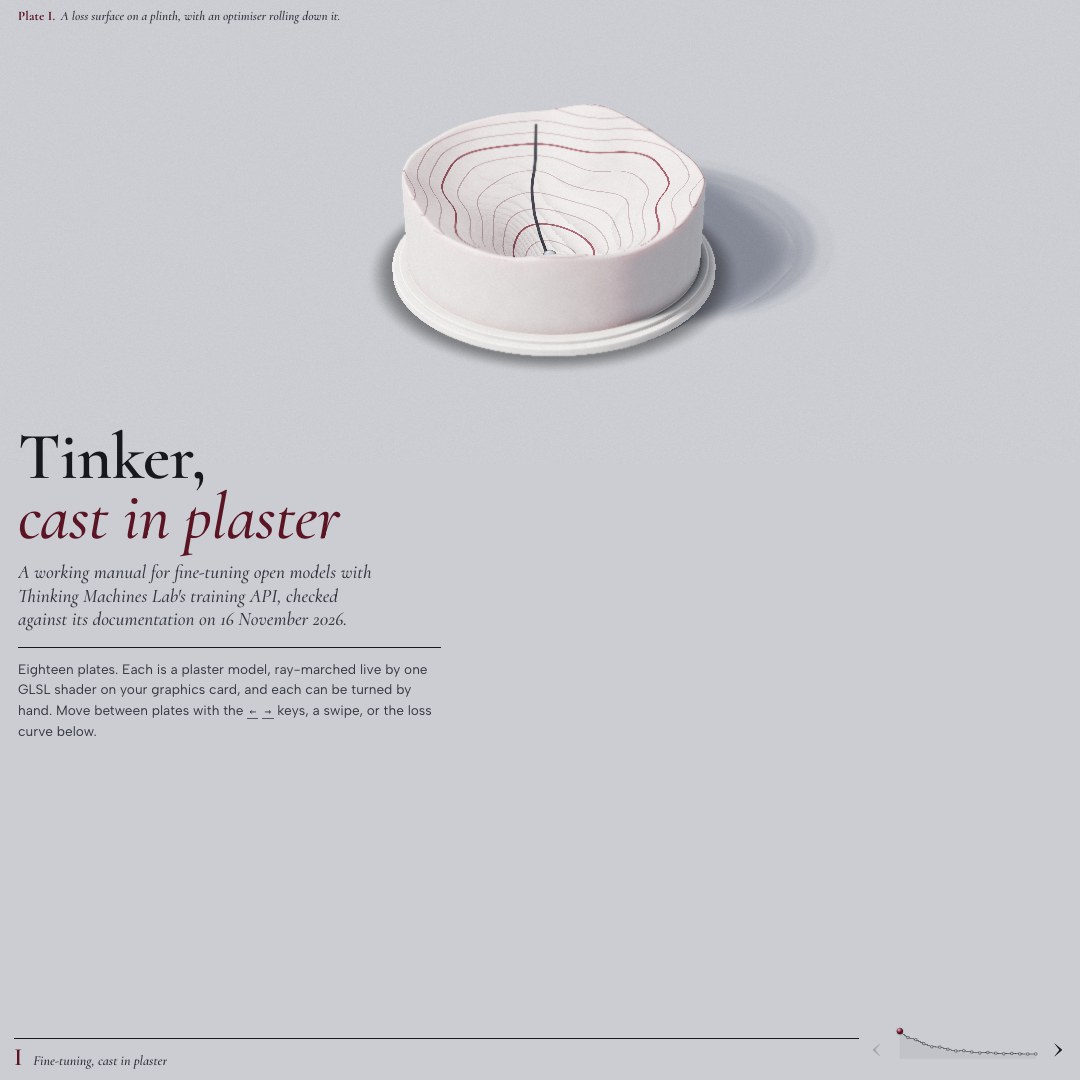 Plate I. A loss surface on a plinth, with an optimiser rolling down it.
Tinker,
cast in plaster
A working manual for fine-tuning open models with
Thinking Machines Lab's training API, checked
against its documentation on 16 November 2026.
Eighteen plates. Each is a plaster model, ray-marched live by one
GLSL shader on your graphics card, and each can be turned by
hand. Move between plates with the ← → keys, a swipe, or the loss
curve below.
I Fine-tuning, cast in plaster